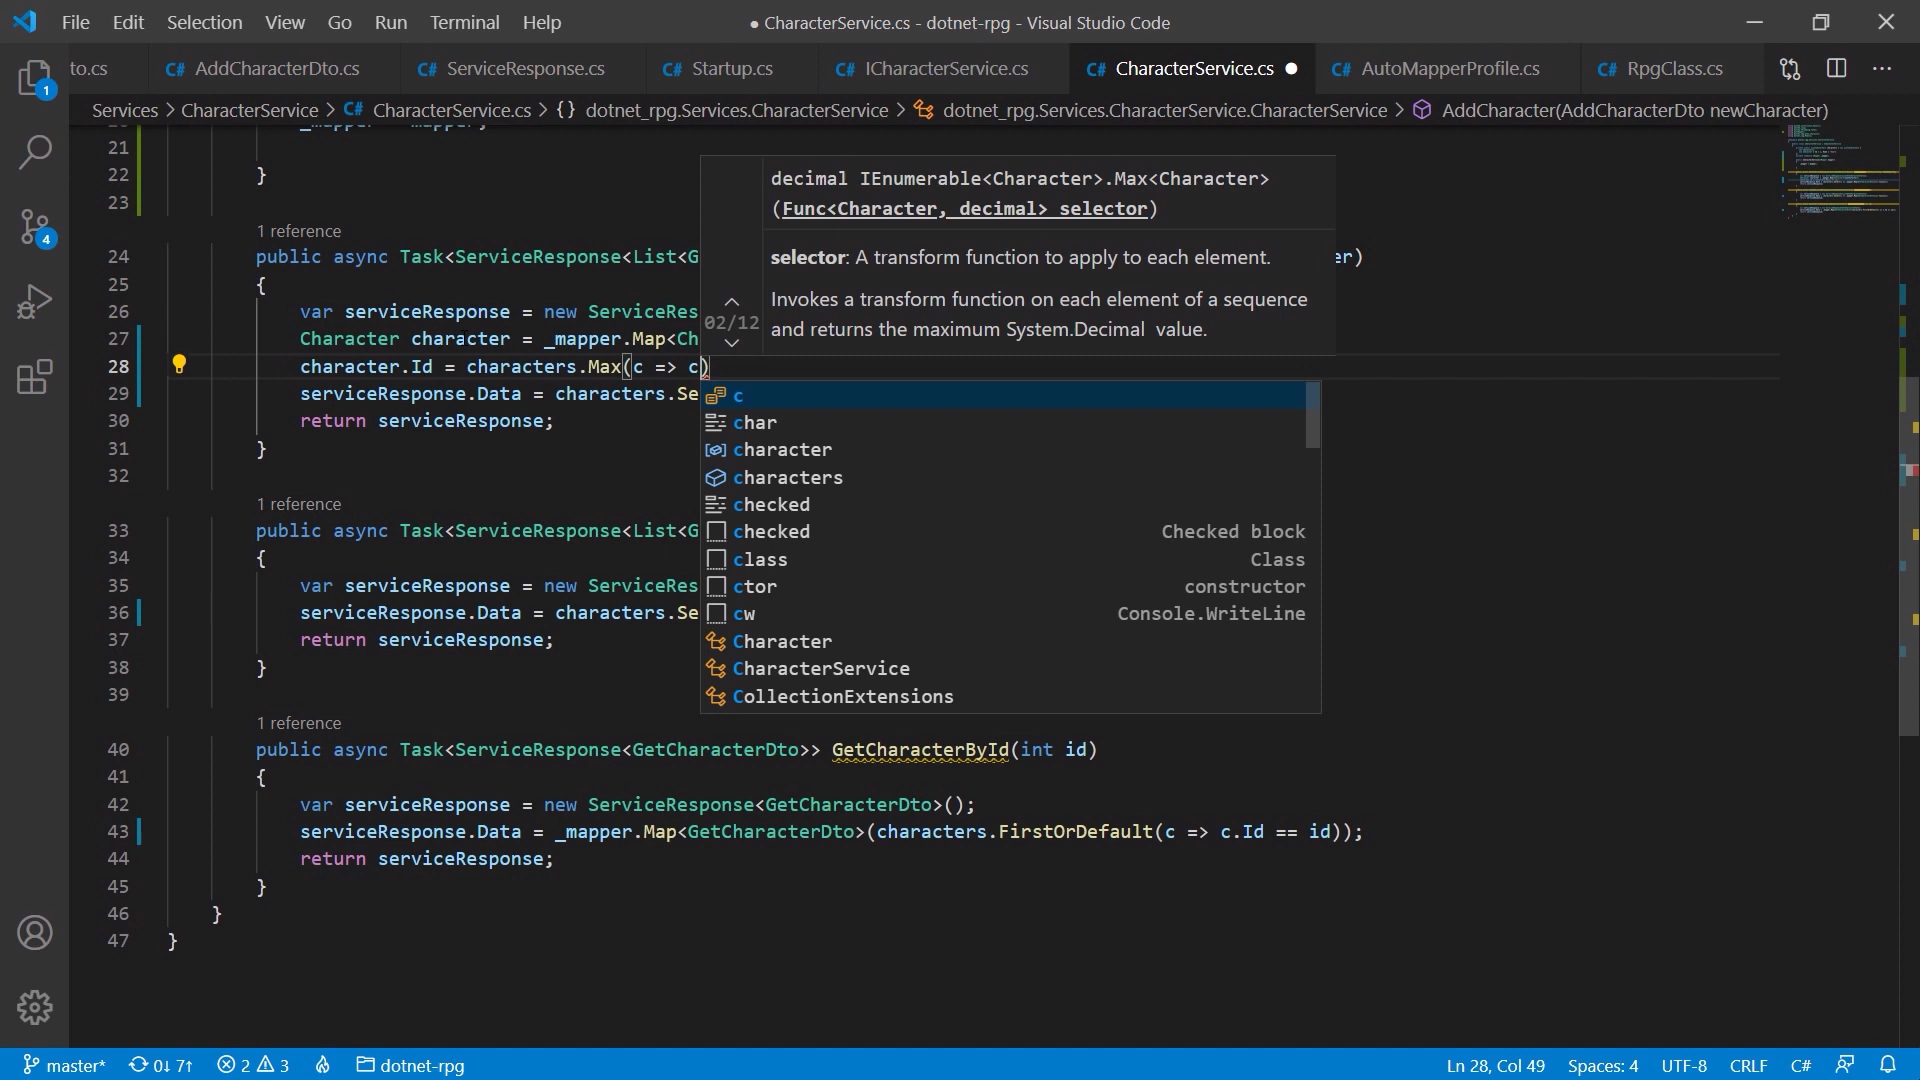 File Edit Selection View Go Run Terminal Help
● CharacterService.cs - dotnet-rpg - Visual Studio Code
to.cs
C# AddCharacterDto.cs
C# ServiceResponse.cs
C# Startup.cs
C# ICharacterService.cs
C# CharacterService.cs ●
C# AutoMapperProfile.cs
C# RpgClass.cs
Services > CharacterService > C# CharacterService.cs > {} dotnet_rpg.Services.CharacterService > dotnet_rpg.Services.CharacterService.CharacterService > AddCharacter(AddCharacterDto newCharacter)
1
4
21
22 }
23
1 reference
24 public async Task<ServiceResponse<List<G
er)
25 {
26 var serviceResponse = new ServiceRes
27 Character character = _mapper.Map<Ch
28 character.Id = characters.Max(c => c)
29 serviceResponse.Data = characters.Se
30 return serviceResponse;
31 }
32
1 reference
33 public async Task<ServiceResponse<List<G
34 {
35 var serviceResponse = new ServiceRes
36 serviceResponse.Data = characters.Se
37 return serviceResponse;
38 }
39
1 reference
40 public async Task<ServiceResponse<GetCharacterDto>> GetCharacterById(int id)
41 {
42 var serviceResponse = new ServiceResponse<GetCharacterDto>();
43 serviceResponse.Data = _mapper.Map<GetCharacterDto>(characters.FirstOrDefault(c => c.Id == id));
44 return serviceResponse;
45 }
46 }
47 }
02/12
decimal IEnumerable<Character>.Max<Character>
(Func<Character, decimal> selector)
selector: A transform function to apply to each element.
Invokes a transform function on each element of a sequence
and returns the maximum System.Decimal value.
c
char
character
characters
checked
checked Checked block
class Class
ctor constructor
cw Console.WriteLine
Character
CharacterService
CollectionExtensions
master* 0↓ 7↑ 2 3 dotnet-rpg
Ln 28, Col 49 Spaces: 4 UTF-8 CRLF C#